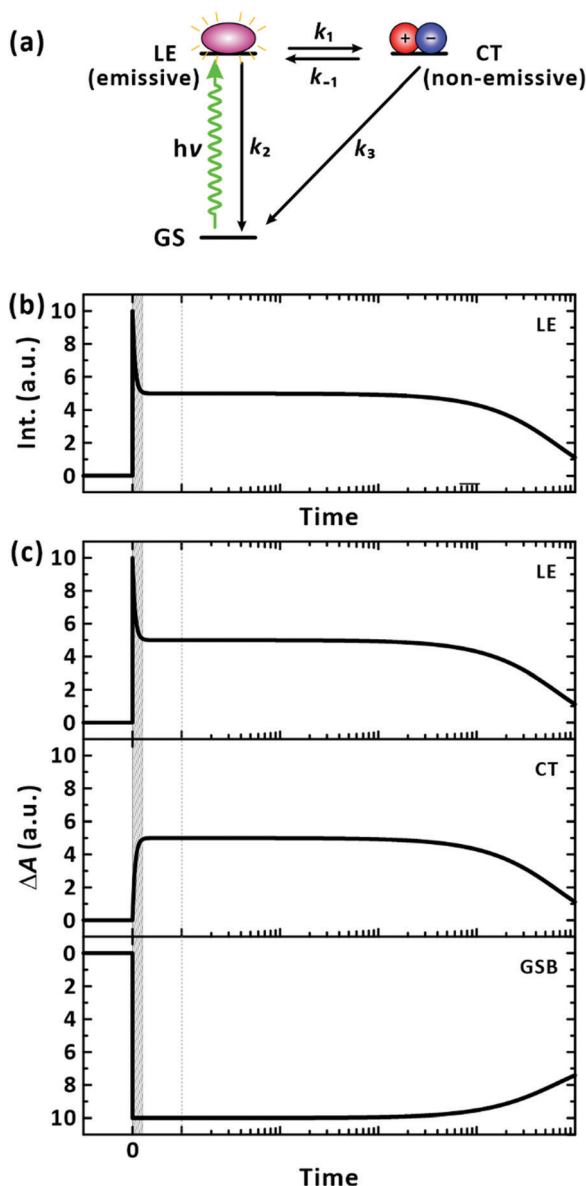 (a)
LE
(emissive)
k1
k−1
+ −
CT
(non-emissive)
hν
k2
k3
GS
(b)
Int. (a.u.)
10
8
6
4
2
0
LE
Time
(c)
ΔA (a.u.)
10
8
6
4
2
0
LE
10
8
6
4
2
0
CT
0
2
4
6
8
10
GSB
0
Time